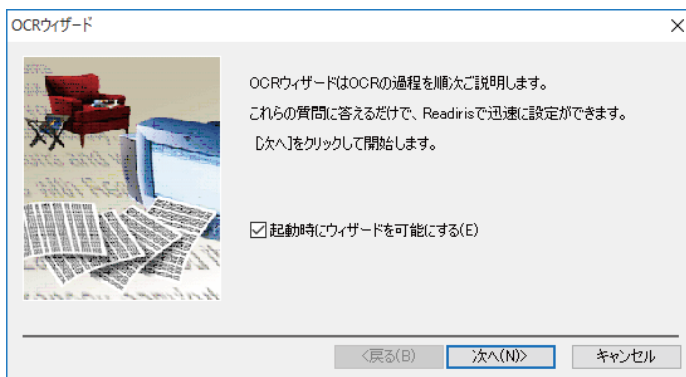 OCRウィザード
OCRウィザードはOCRの過程を順次ご説明します。
これらの質問に答えるだけで、Readirisで迅速に設定ができます。
[次へ]をクリックして開始します。
起動時にウィザードを可能にする(E)
<戻る(B)
次へ(N)>
キャンセル